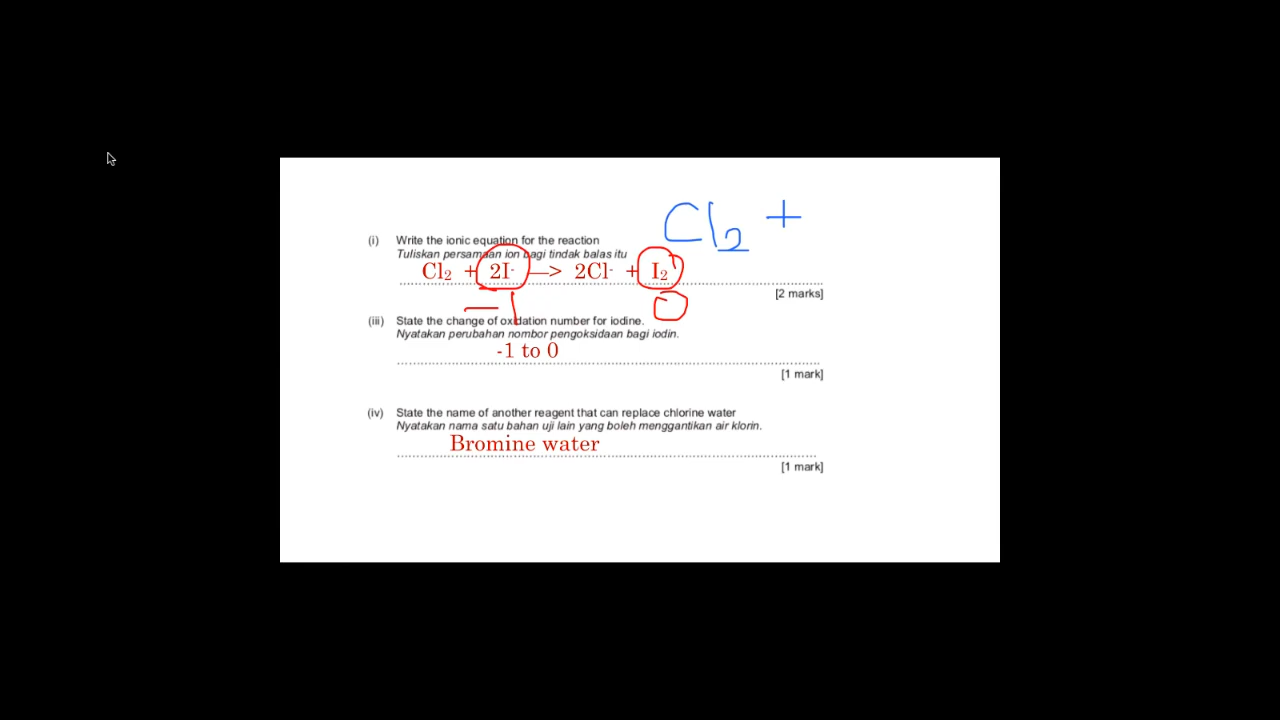 Cl₂ +
(i) Write the ionic equation for the reaction
Tuliskan persamaan ion bagi tindak balas itu
Cl₂ + 2I⁻ —> 2Cl⁻ + I₂
[2 marks]
— 1 0
(iii) State the change of oxidation number for iodine.
Nyatakan perubahan nombor pengoksidaan bagi iodin.
-1 to 0
[1 mark]
(iv) State the name of another reagent that can replace chlorine water
Nyatakan nama satu bahan uji lain yang boleh menggantikan air klorin.
Bromine water
[1 mark]